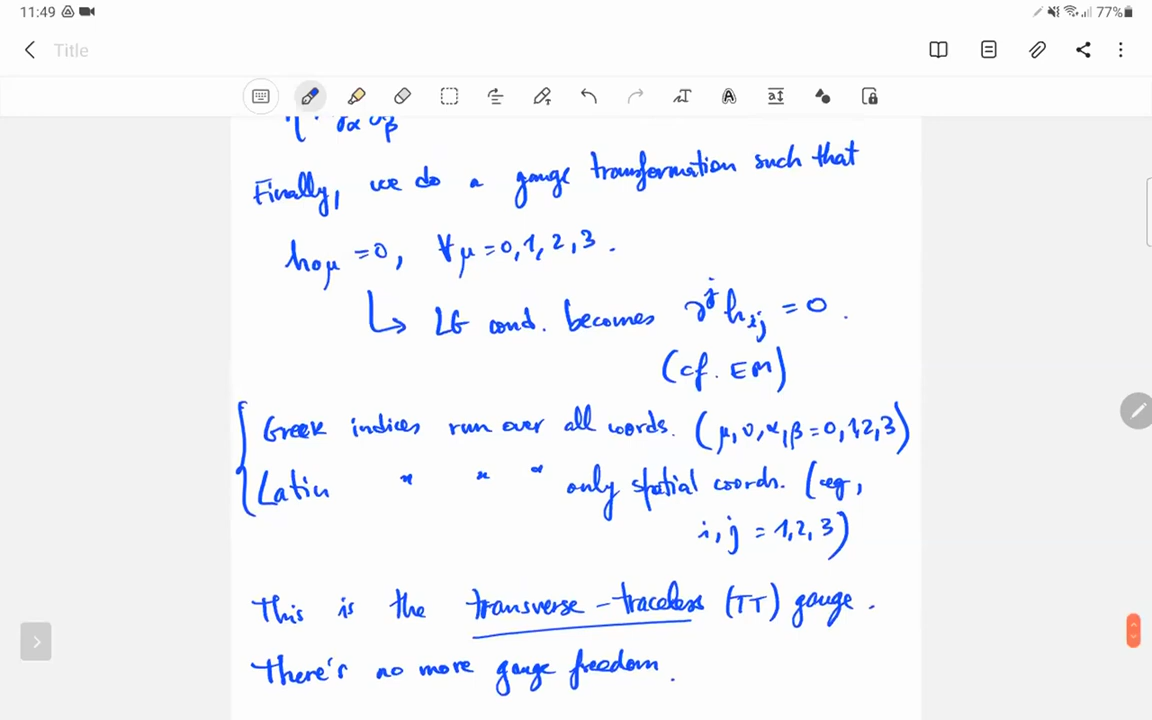 11:49
77%
Title
Finally, we do a gauge transformation such that
h₀μ = 0, ∀ μ = 0, 1, 2, 3.
↳ LG cond. becomes ∂ʲ hᵢⱼ = 0.
(cf. EM)
Greek indices run over all coords. (μ, ν, α, β = 0, 1, 2, 3)
Latin " " " only spatial coords. (eg,
i, j = 1, 2, 3)
This is the transverse-traceless (TT) gauge.
There's no more gauge freedom.